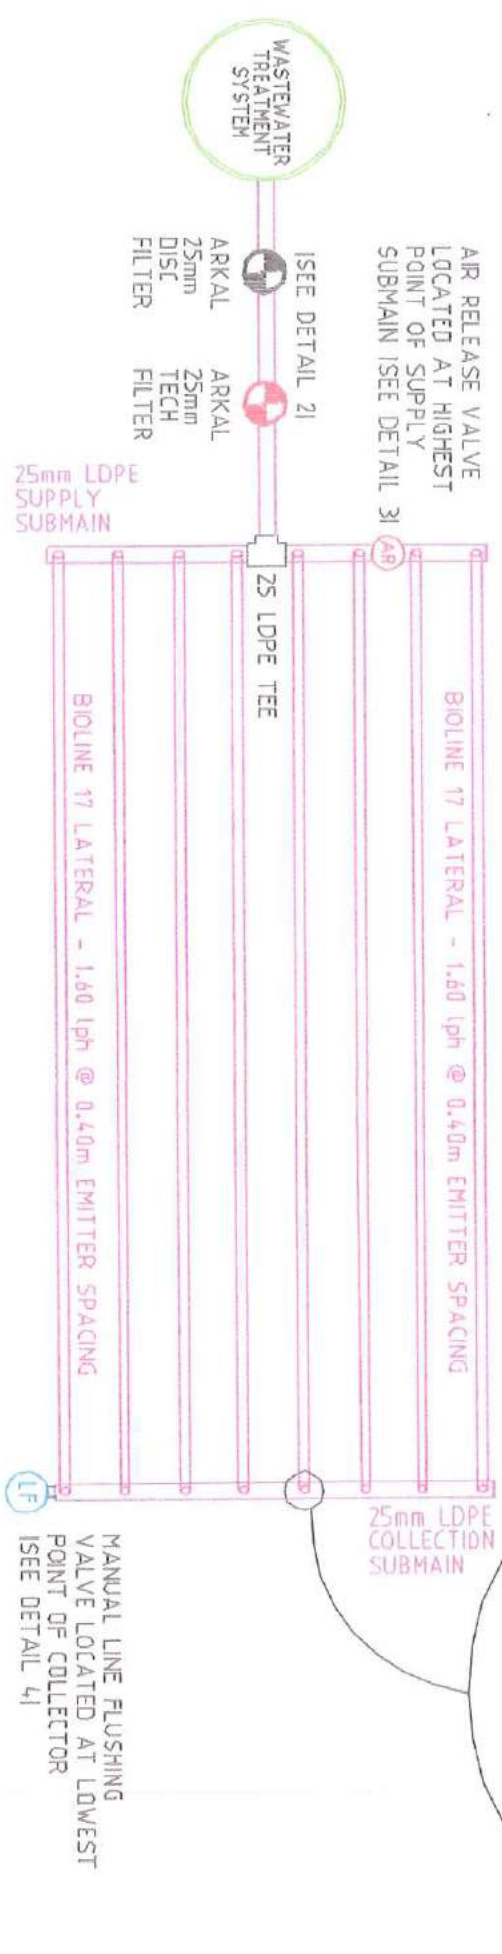 WASTEWATER
TREATMENT
SYSTEM
AIR RELEASE VALVE
LOCATED AT HIGHEST
POINT OF SUPPLY
SUBMAIN (SEE DETAIL 3)
(SEE DETAIL 2)
ARKAL
25mm
DISC
FILTER
ARKAL
25mm
TECH
FILTER
25mm LDPE
SUPPLY
SUBMAIN
AR
25 LDPE TEE
BIOLINE 17 LATERAL - 1.60 lph @ 0.40m EMITTER SPACING
BIOLINE 17 LATERAL - 1.60 lph @ 0.40m EMITTER SPACING
25mm LDPE
COLLECTION
SUBMAIN
LF
MANUAL LINE FLUSHING
VALVE LOCATED AT LOWEST
POINT OF COLLECTOR
(SEE DETAIL 4)